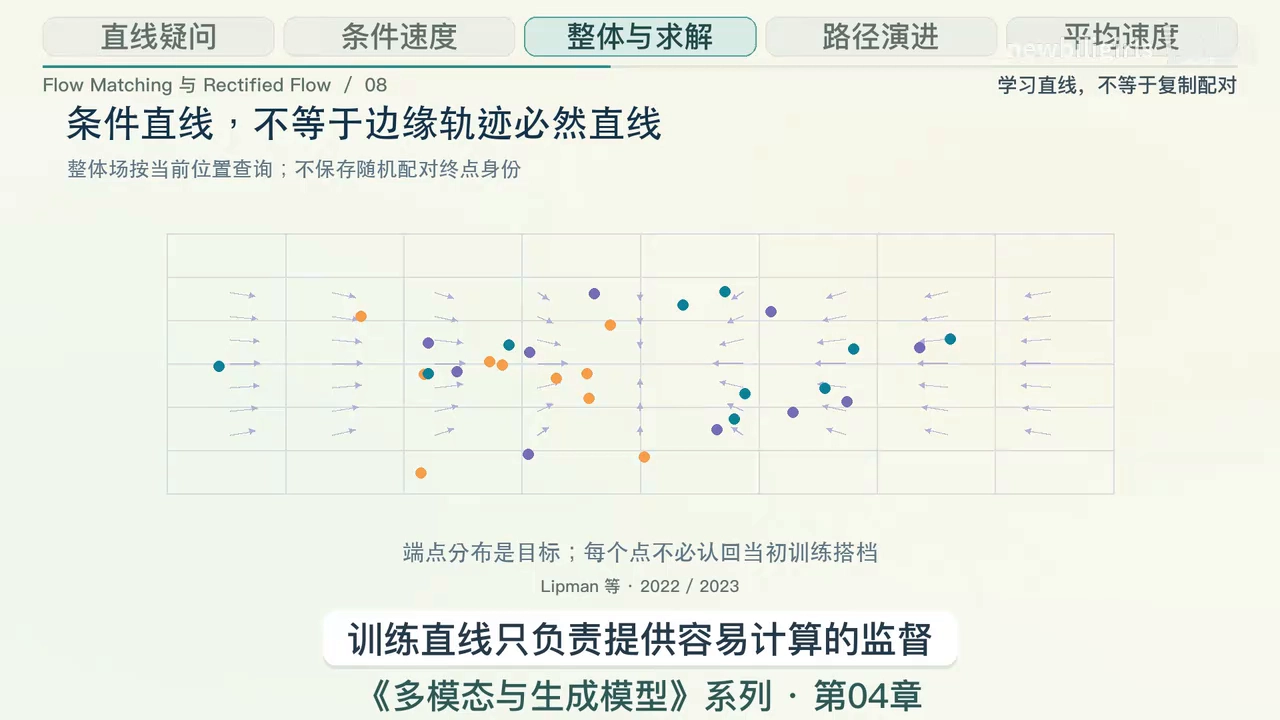 直线疑问
条件速度
整体与求解
路径演进
平均速度
Flow Matching 与 Rectified Flow / 08
学习直线，不等于复制配对
条件直线，不等于边缘轨迹必然直线
整体场按当前位置查询；不保存随机配对终点身份
端点分布是目标；每个点不必认回当初训练搭档
Lipman 等 · 2022 / 2023
训练直线只负责提供容易计算的监督
《多模态与生成模型》系列 · 第04章